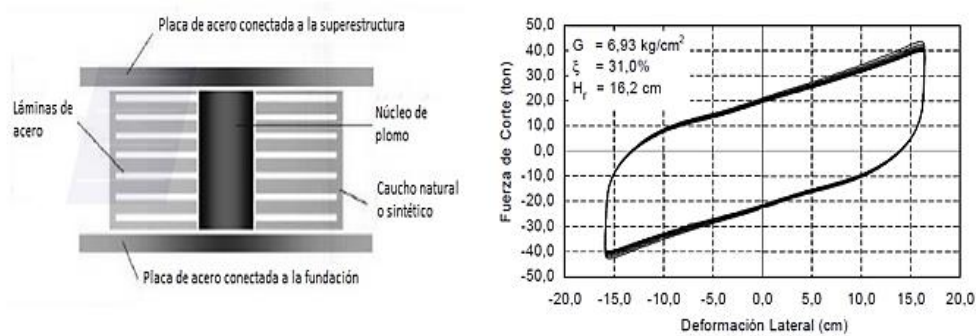 Placa de acero conectada a la superestructura
Láminas de
acero
Núcleo de
plomo
Caucho natural
o sintético
Placa de acero conectada a la fundación
Fuerza de Corte (ton)
50,0
40,0
30,0
20,0
10,0
0,0
-10,0
-20,0
-30,0
-40,0
-50,0
G = 6,93 kg/cm²
ξ = 31,0%
Hr = 16,2 cm
-20,0 -15,0 -10,0 -5,0 0,0 5,0 10,0 15,0 20,0
Deformación Lateral (cm)